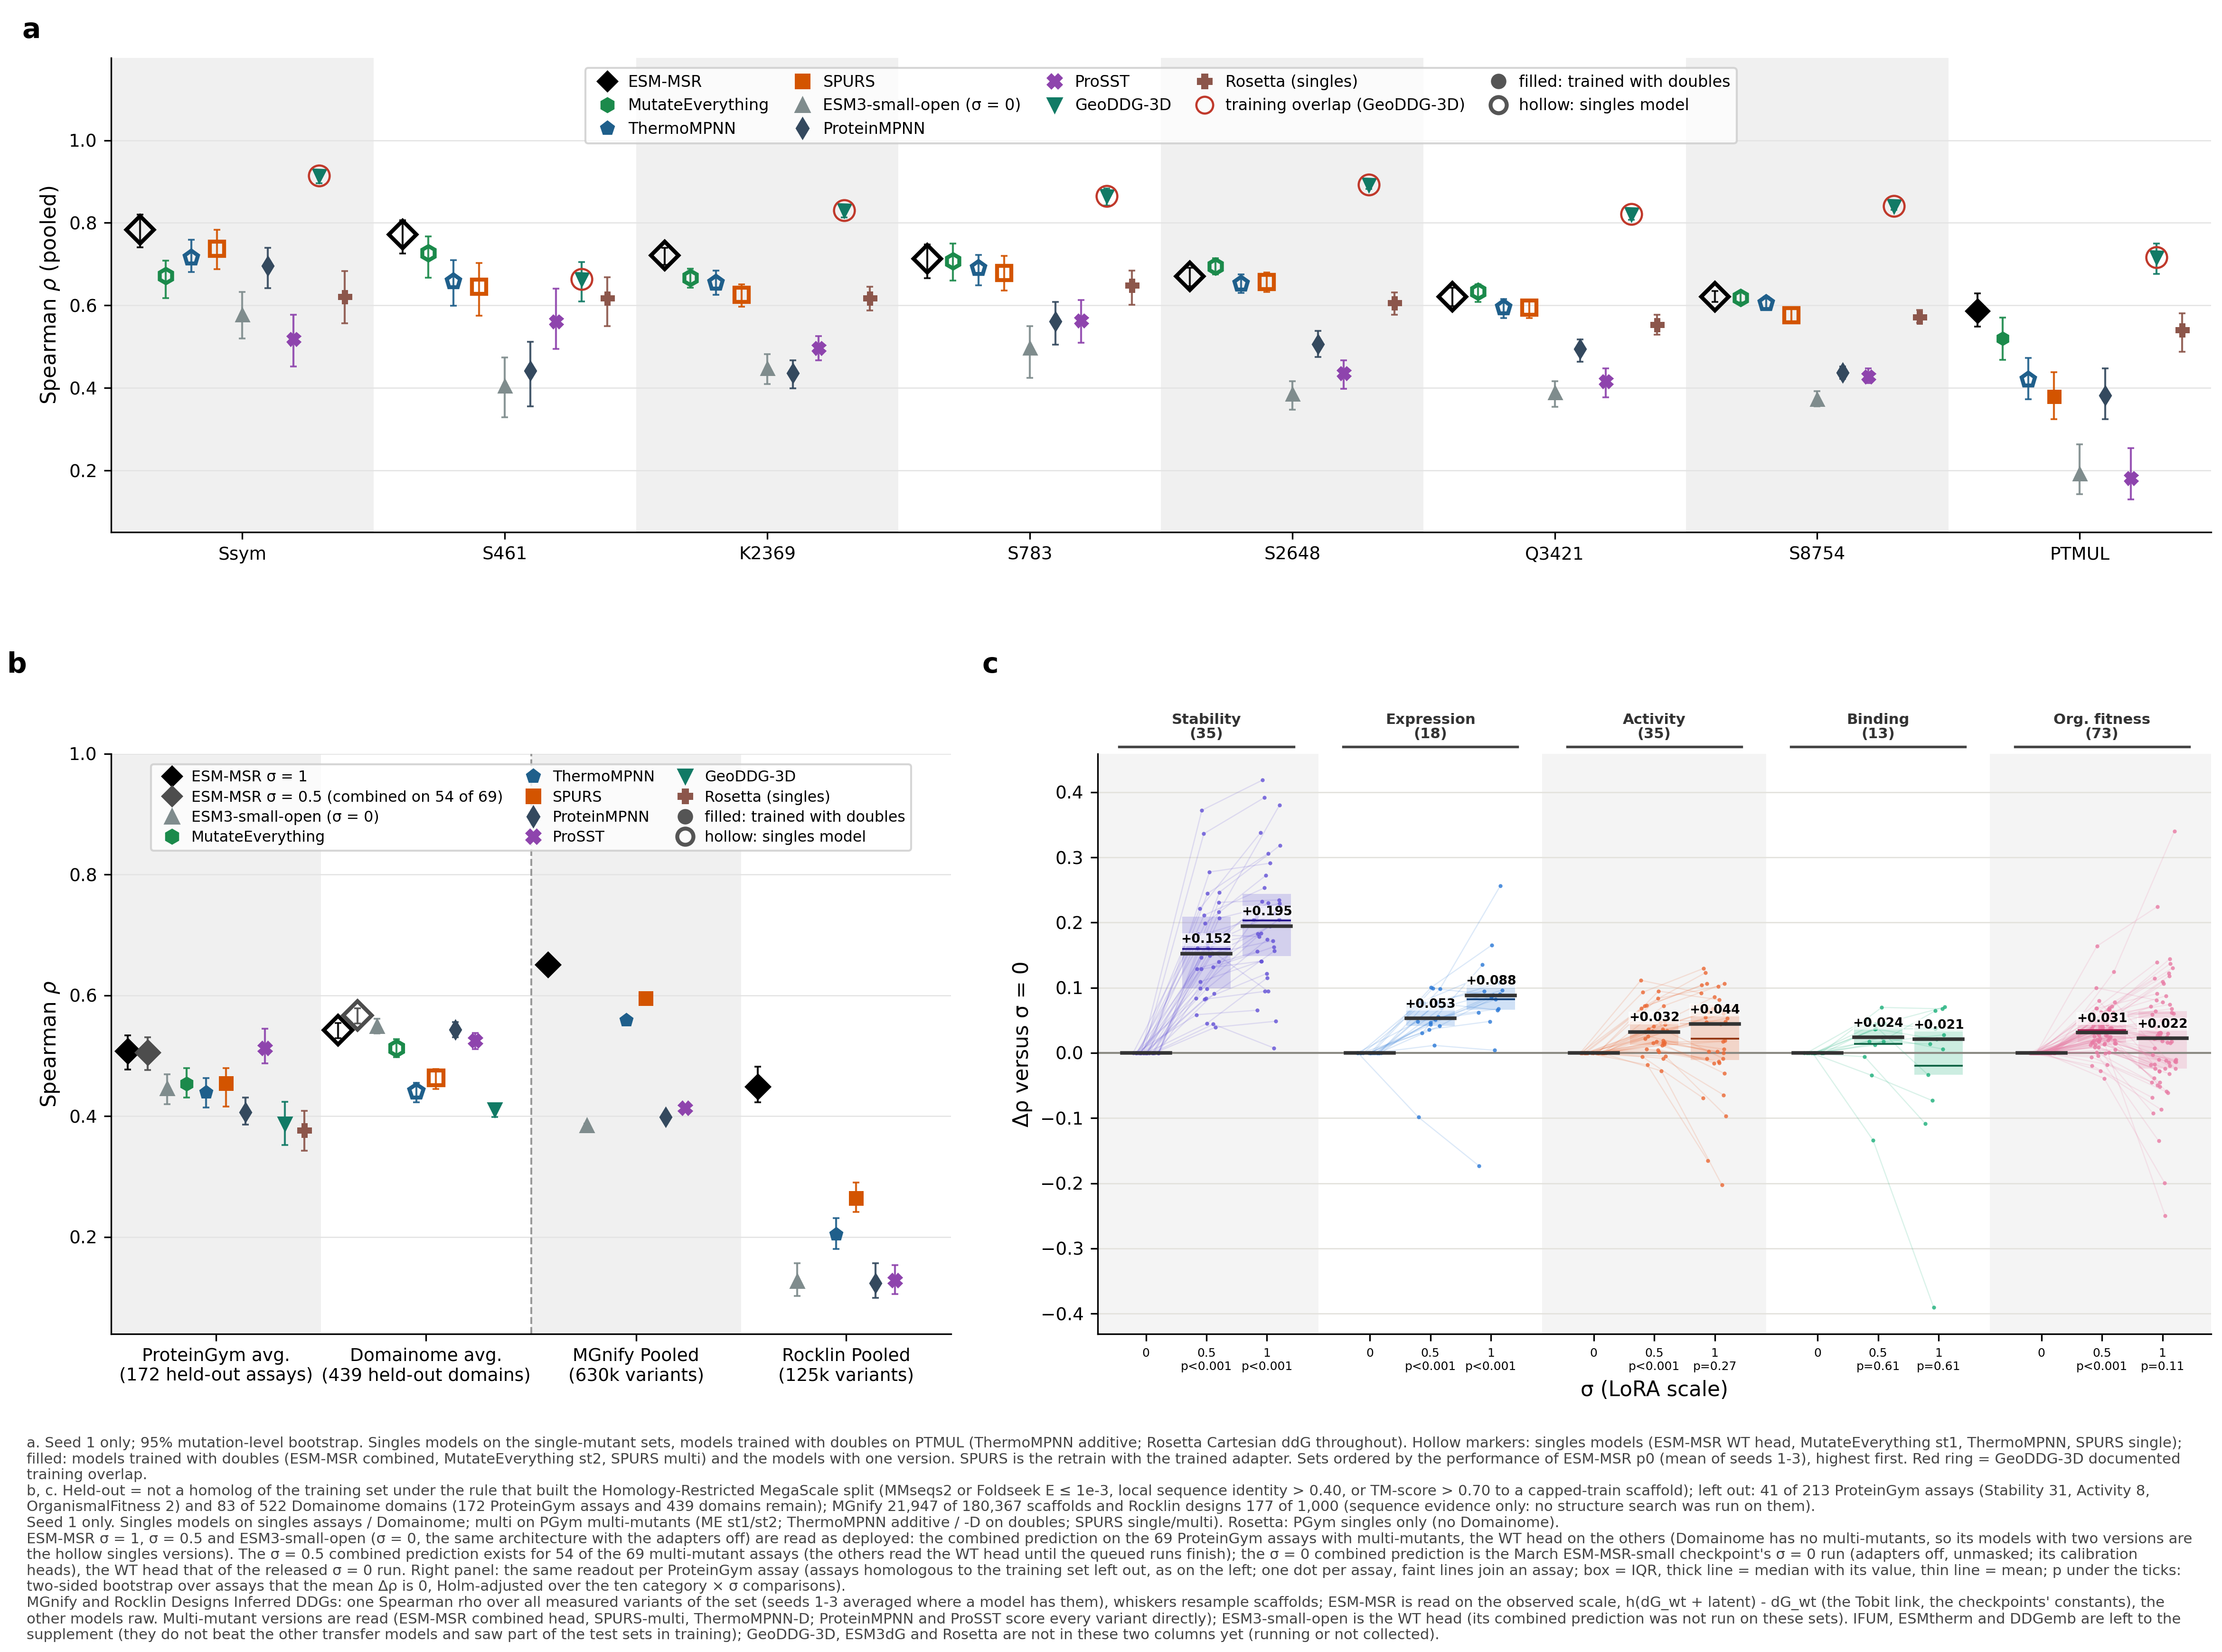 a
ESM-MSR
MutateEverything
ThermoMPNN
SPURS
ESM3-small-open (σ = 0)
ProteinMPNN
ProSST
GeoDDG-3D
Rosetta (singles)
training overlap (GeoDDG-3D)
filled: trained with doubles
hollow: singles model
Spearman ρ (pooled)
1.0
0.8
0.6
0.4
0.2
Ssym
S461
K2369
S783
S2648
Q3421
S8754
PTMUL
b
ESM-MSR σ = 1
ESM-MSR σ = 0.5 (combined on 54 of 69)
ESM3-small-open (σ = 0)
MutateEverything
ThermoMPNN
SPURS
ProteinMPNN
ProSST
GeoDDG-3D
Rosetta (singles)
filled: trained with doubles
hollow: singles model
Spearman ρ
1.0
0.8
0.6
0.4
0.2
ProteinGym avg.
(172 held-out assays)
Domainome avg.
(439 held-out domains)
MGnify Pooled
(630k variants)
Rocklin Pooled
(125k variants)
c
Stability
(35)
Expression
(18)
Activity
(35)
Binding
(13)
Org. fitness
(73)
Δρ versus σ = 0
0.4
0.3
0.2
0.1
0.0
−0.1
−0.2
−0.3
−0.4
+0.152
+0.195
+0.053
+0.088
+0.032
+0.044
+0.024
+0.021
+0.031
+0.022
0
0.5
p<0.001
1
p<0.001
0
0.5
p<0.001
1
p<0.001
0
0.5
p<0.001
1
p=0.27
0
0.5
p=0.61
1
p=0.61
0
0.5
p<0.001
1
p=0.11
σ (LoRA scale)
a. Seed 1 only; 95% mutation-level bootstrap. Singles models on the single-mutant sets, models trained with doubles on PTMUL (ThermoMPNN additive; Rosetta Cartesian ddG throughout). Hollow markers: singles models (ESM-MSR WT head, MutateEverything st1, ThermoMPNN, SPURS single);
filled: models trained with doubles (ESM-MSR combined, MutateEverything st2, SPURS multi) and the models with one version. SPURS is the retrain with the trained adapter. Sets ordered by the performance of ESM-MSR p0 (mean of seeds 1-3), highest first. Red ring = GeoDDG-3D documented
training overlap.
b, c. Held-out = not a homolog of the training set under the rule that built the Homology-Restricted MegaScale split (MMseqs2 or Foldseek E ≤ 1e-3, local sequence identity > 0.40, or TM-score > 0.70 to a capped-train scaffold); left out: 41 of 213 ProteinGym assays (Stability 31, Activity 8,
OrganismalFitness 2) and 83 of 522 Domainome domains (172 ProteinGym assays and 439 domains remain); MGnify 21,947 of 180,367 scaffolds and Rocklin designs 177 of 1,000 (sequence evidence only: no structure search was run on them).
Seed 1 only. Singles models on singles assays / Domainome; multi on PGym multi-mutants (ME st1/st2; ThermoMPNN additive / -D on doubles; SPURS single/multi). Rosetta: PGym singles only (no Domainome).
ESM-MSR σ = 1, σ = 0.5 and ESM3-small-open (σ = 0, the same architecture with the adapters off) are read as deployed: the combined prediction on the 69 ProteinGym assays with multi-mutants, the WT head on the others (Domainome has no multi-mutants, so its models with two versions are
the hollow singles versions). The σ = 0.5 combined prediction exists for 54 of the 69 multi-mutant assays (the others read the WT head until the queued runs finish); the σ = 0 combined prediction is the March ESM-MSR-small checkpoint's σ = 0 run (adapters off, unmasked; its calibration
heads), the WT head that of the released σ = 0 run. Right panel: the same readout per ProteinGym assay (assays homologous to the training set left out, as on the left; one dot per assay, faint lines join an assay; box = IQR, thick line = median with its value, thin line = mean; p under the ticks:
two-sided bootstrap over assays that the mean Δρ is 0, Holm-adjusted over the ten category × σ comparisons).
MGnify and Rocklin Designs Inferred DDGs: one Spearman rho over all measured variants of the set (seeds 1-3 averaged where a model has them), whiskers resample scaffolds; ESM-MSR is read on the observed scale, h(dG_wt + latent) - dG_wt (the Tobit link, the checkpoints' constants), the
other models raw. Multi-mutant versions are read (ESM-MSR combined head, SPURS-multi, ThermoMPNN-D; ProteinMPNN and ProSST score every variant directly); ESM3-small-open is the WT head (its combined prediction was not run on these sets). IFUM, ESMtherm and DDGemb are left to the
supplement (they do not beat the other transfer models and saw part of the test sets in training); GeoDDG-3D, ESM3dG and Rosetta are not in these two columns yet (running or not collected).